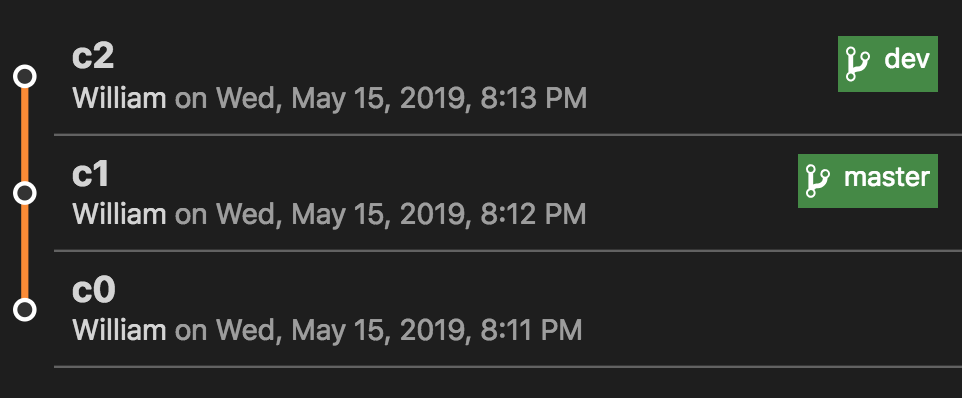 c2
dev
William on Wed, May 15, 2019, 8:13 PM
c1
master
William on Wed, May 15, 2019, 8:12 PM
c0
William on Wed, May 15, 2019, 8:11 PM